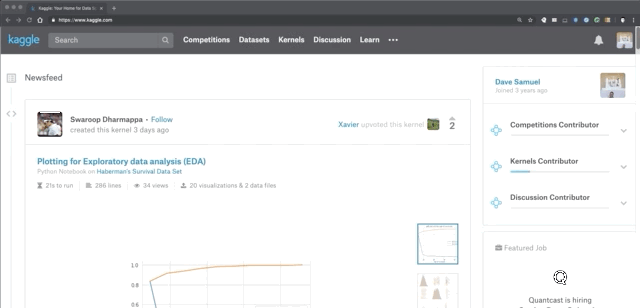 Kaggle: Your Home for Data Sc
https://www.kaggle.com
kaggle
Search
Competitions Datasets Kernels Discussion Learn •••
Newsfeed
Swaroop Dharmappa • Follow
created this kernel 3 days ago
Xavier upvoted this kernel
2
Plotting for Exploratory data analysis (EDA)
Python Notebook on Haberman's Survival Data Set
21s to run 286 lines 34 views 20 visualizations & 2 data files
1.0
0.8
0.6
Dave Samuel
Joined 3 years ago
Competitions Contributor
Kernels Contributor
Discussion Contributor
Featured Job
Quantcast is hiring